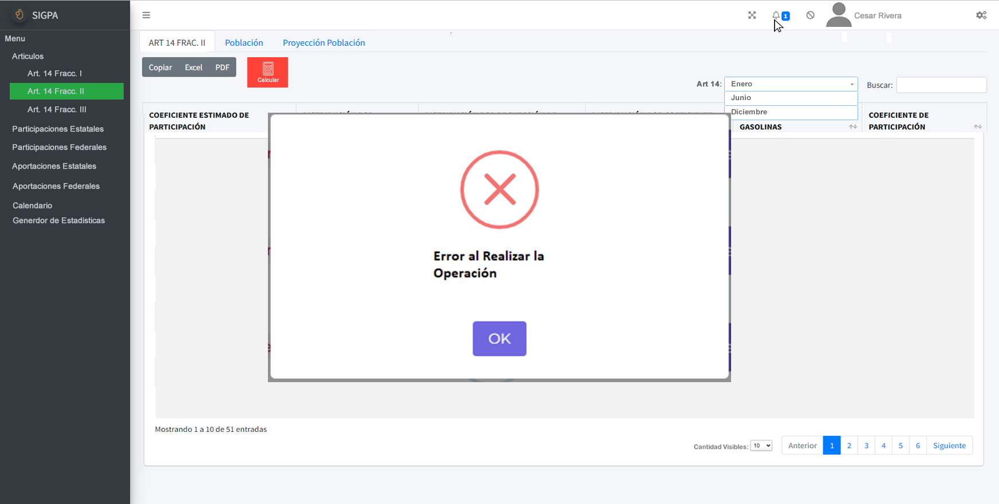 SIGPA
1
Cesar Rivera
Menu
Articulos
Art. 14 Fracc. I
Art. 14 Fracc. II
Art. 14 Fracc. III
Participaciones Estatales
Participaciones Federales
Aportaciones Estatales
Aportaciones Federales
Calendario
Generdor de Estadisticas
ART 14 FRAC. II
Población
Proyección Población
Copiar
Excel
PDF
Calcular
Art 14:
Enero
Junio
Diciembre
Buscar:
COEFICIENTE ESTIMADO DE
PARTICIPACIÓN
GASOLINAS
COEFICIENTE DE
PARTICIPACIÓN
Error al Realizar la
Operación
OK
Mostrando 1 a 10 de 51 entradas
Cantidad Visibles: 10
Anterior 1 2 3 4 5 6 Siguiente